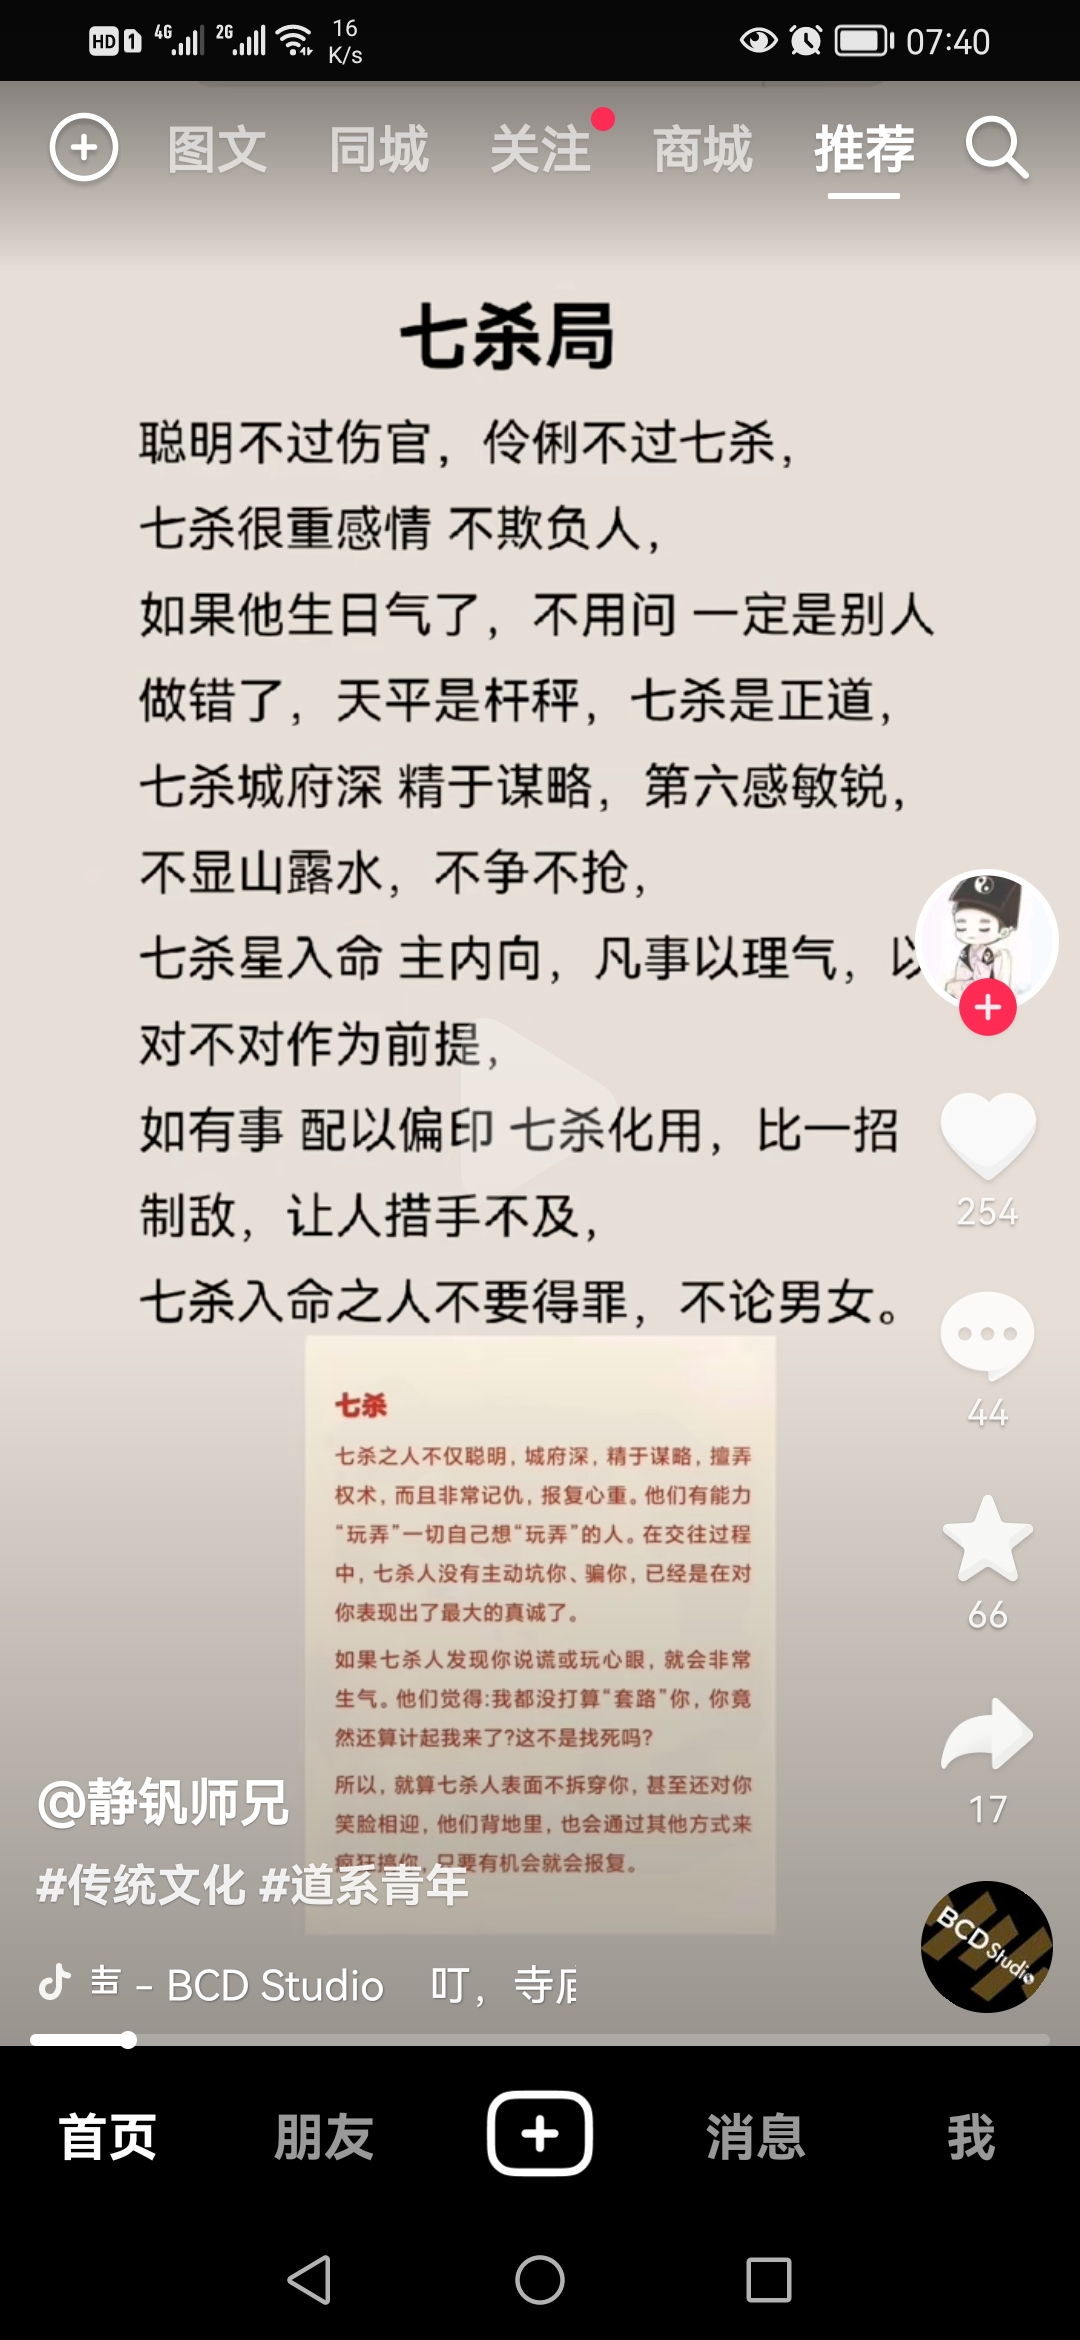 HD 1 4G 2G 16 K/s 07:40
图文 同城 关注 商城 推荐
七杀局
聪明不过伤官，伶俐不过七杀，
七杀很重感情 不欺负人，
如果他生日气了，不用问 一定是别人
做错了，天平是杆秤，七杀是正道，
七杀城府深 精于谋略，第六感敏锐，
不显山露水，不争不抢，
七杀星入命 主内向，凡事以理气，以
对不对作为前提，
如有事 配以偏印 七杀化用，比一招
制敌，让人措手不及，
七杀入命之人不要得罪，不论男女。
254
44
66
17
七杀
七杀之人不仅聪明，城府深，精于谋略，擅弄
权术，而且非常记仇，报复心重。他们有能力
“玩弄”一切自己想“玩弄”的人。在交往过程
中，七杀人没有主动坑你、骗你，已经是在对
你表现出了最大的真诚了。
如果七杀人发现你说谎或玩心眼，就会非常
生气。他们觉得:我都没打算“套路”你，你竟
然还算计起我来了?这不是找死吗?
所以，就算七杀人表面不拆穿你，甚至还对你
笑脸相迎，他们背地里，也会通过其他方式来
疯狂搞你，只要有机会就会报复。
@静钒师兄
#传统文化 #道系青年
声 - BCD Studio 叮，寺
BCD Studio
首页 朋友 消息 我